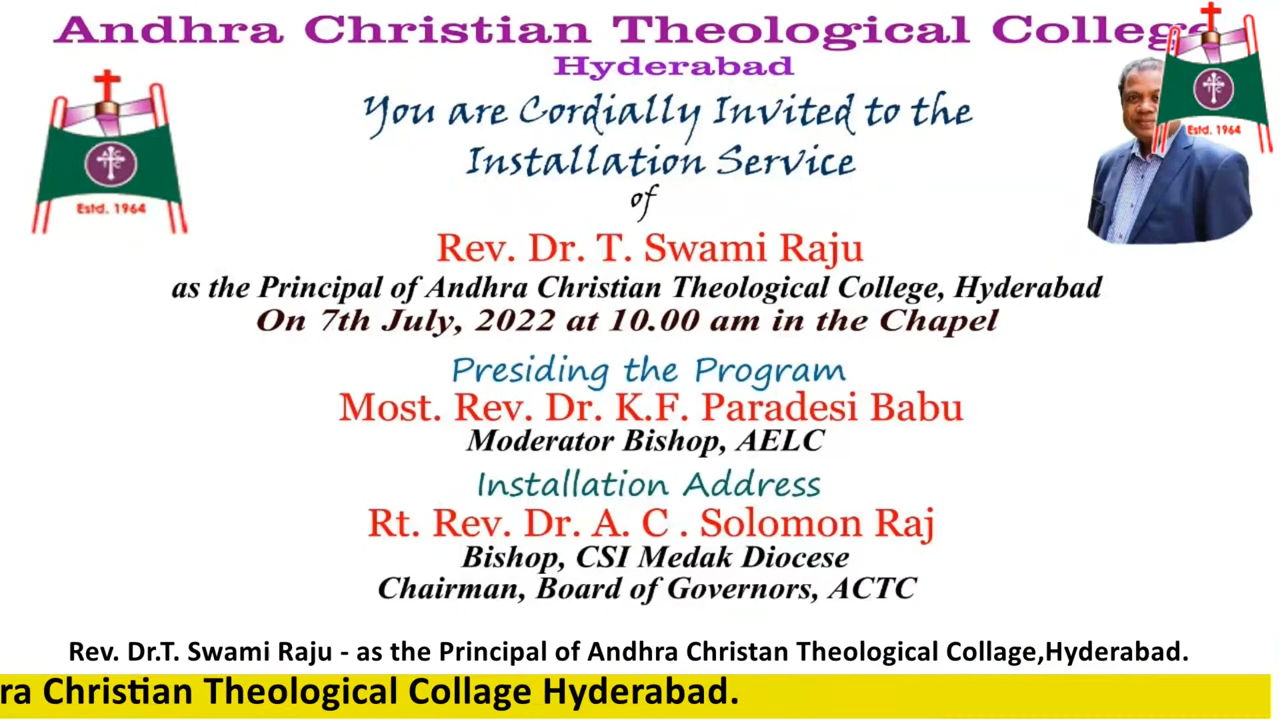 Andhra Christian Theological College
Hyderabad
You are Cordially Invited to the
Installation Service
of
Rev. Dr. T. Swami Raju
as the Principal of Andhra Christian Theological College, Hyderabad
On 7th July, 2022 at 10.00 am in the Chapel
Presiding the Program
Most. Rev. Dr. K.F. Paradesi Babu
Moderator Bishop, AELC
Installation Address
Rt. Rev. Dr. A. C . Solomon Raj
Bishop, CSI Medak Diocese
Chairman, Board of Governors, ACTC
Estd. 1964
Estd. 1964
Rev. Dr.T. Swami Raju - as the Principal of Andhra Christan Theological Collage,Hyderabad.
ra Christian Theological Collage Hyderabad.